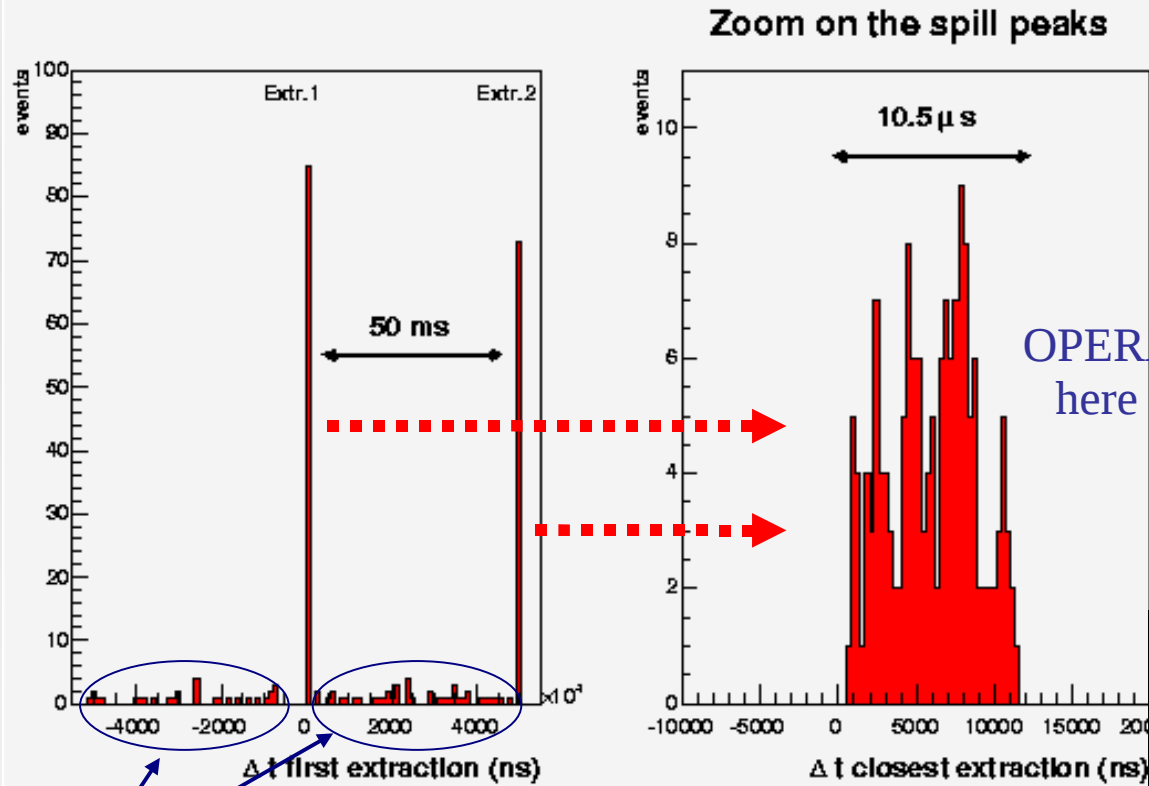 Zoom on the spill peaks
events
100
90
80
70
60
50
40
30
20
10
0
Extr.1
Extr.2
50 ms
-4000 -2000 0 2000 4000
Δ t first extraction (ns)
events
10
8
6
4
2
0
10.5 μ s
OPER
here
-10000 -5000 0 5000 10000 15000
Δ t closest extraction (ns)